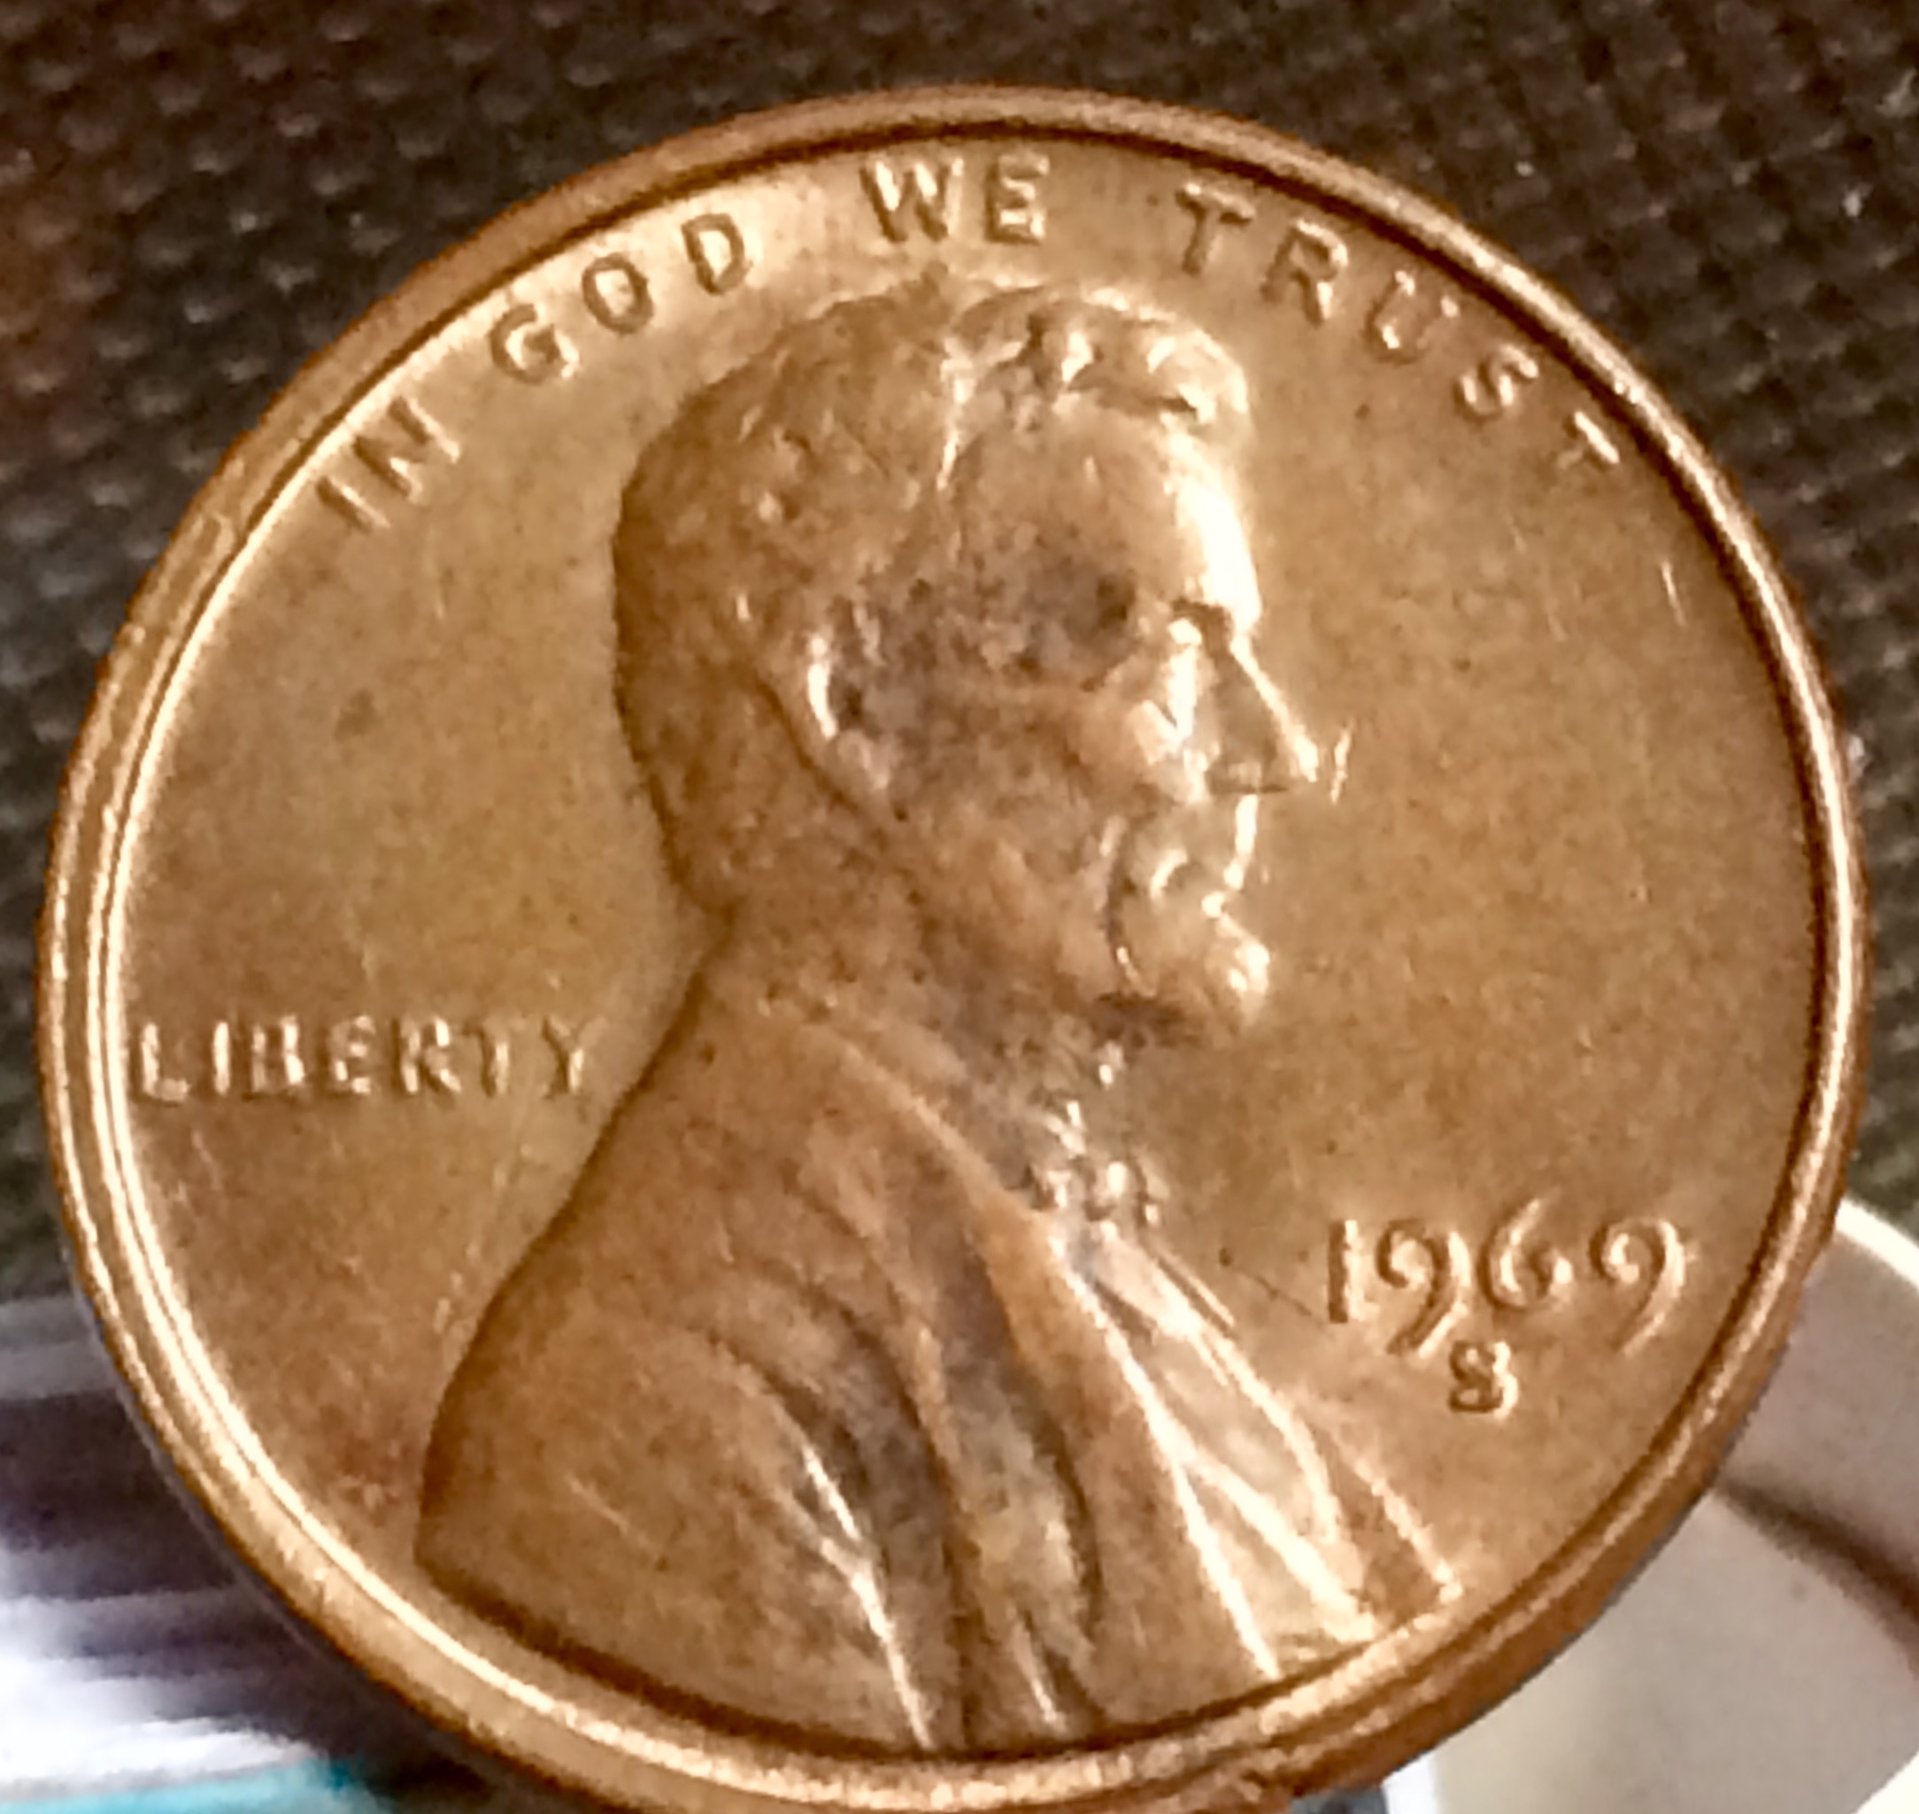 IN GOD WE TRUST
LIBERTY
1969
S